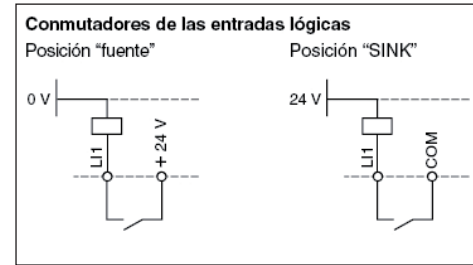 Conmutadores de las entradas lógicas
Posición “fuente”
Posición “SINK”
0 V
LI1
+ 24 V
24 V
LI1
COM